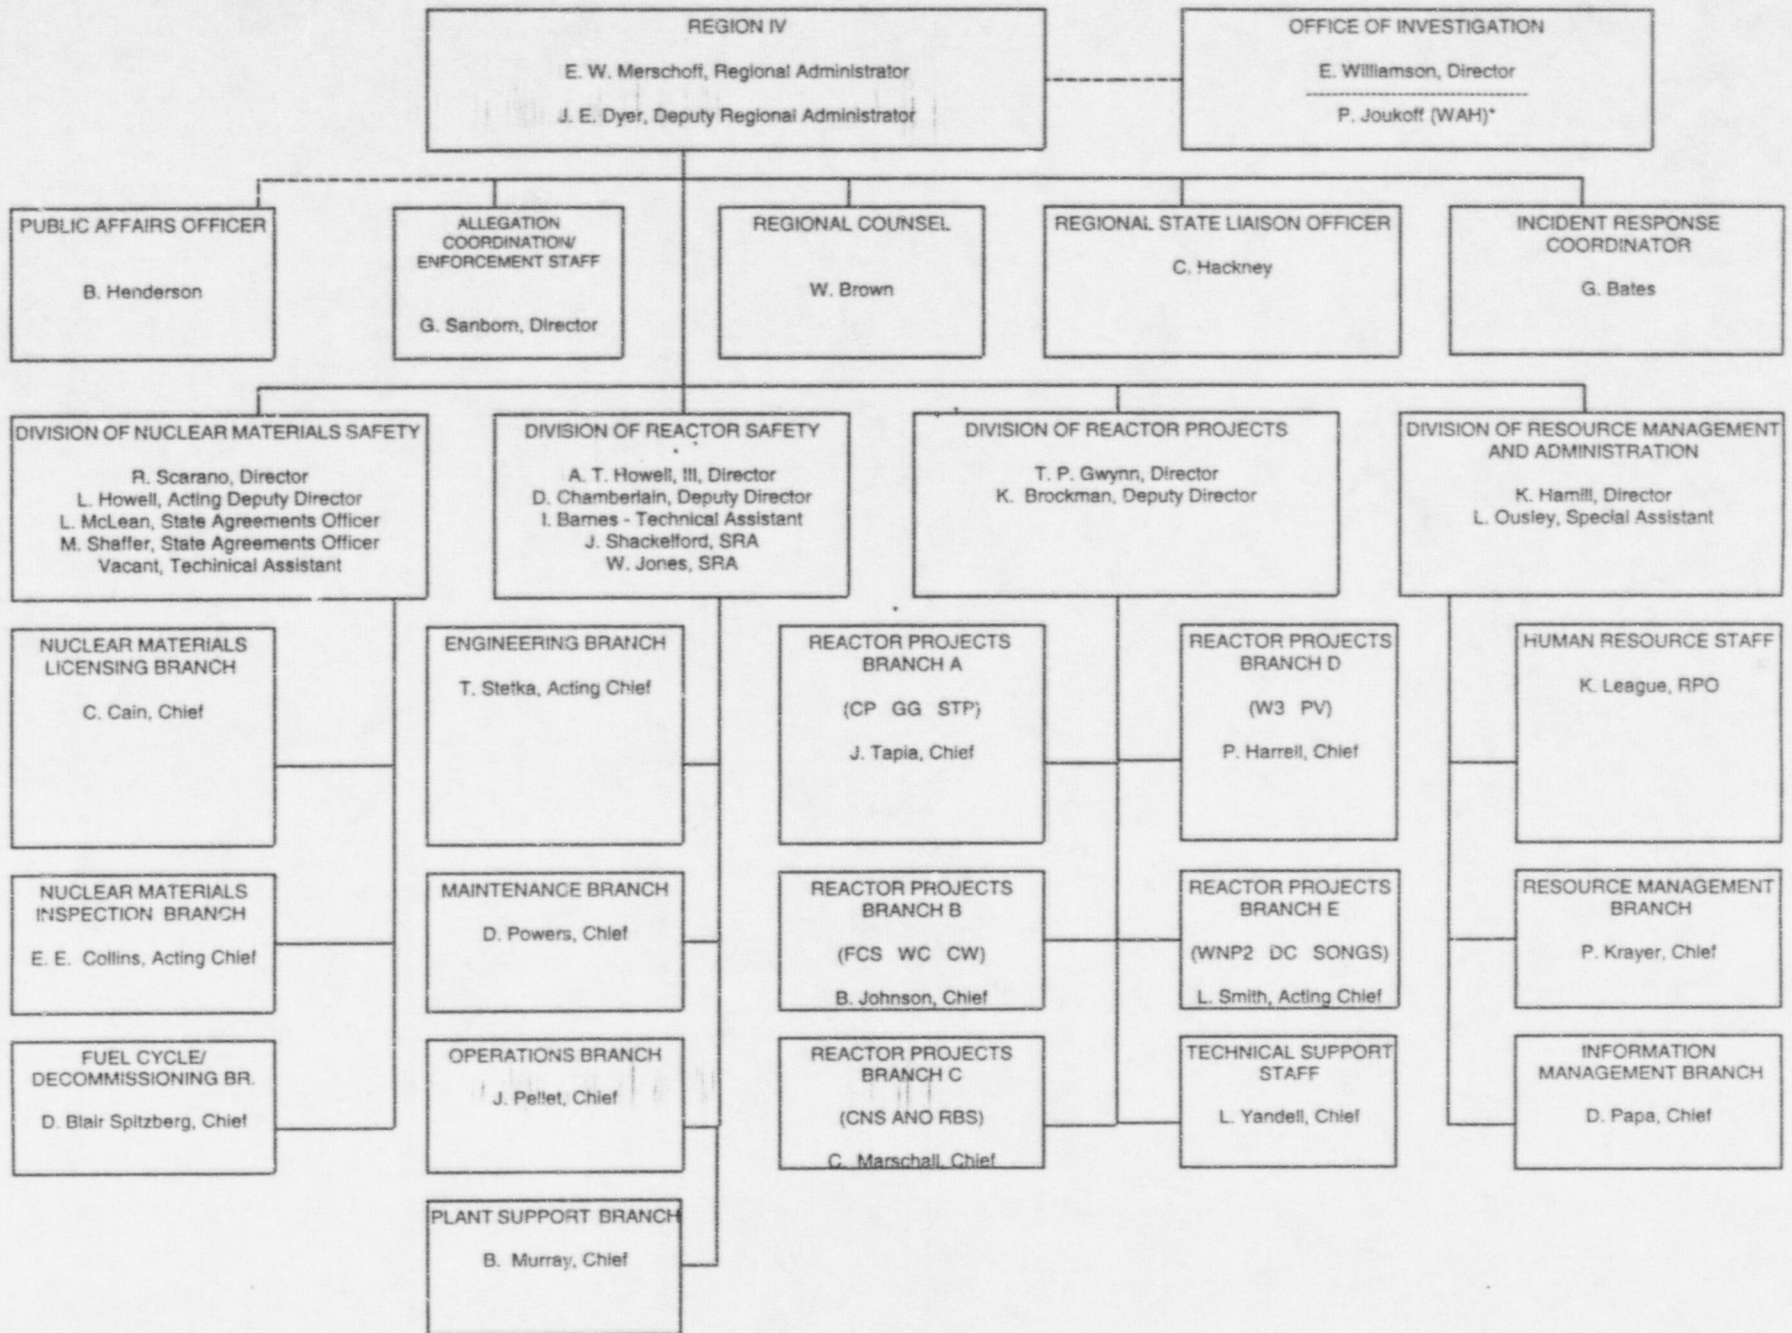 REGION IV
E. W. Merschoff, Regional Administrator
J. E. Dyer, Deputy Regional Administrator
OFFICE OF INVESTIGATION
E. Williamson, Director
P. Joukoff (WAH)*
PUBLIC AFFAIRS OFFICER
B. Henderson
ALLEGATION
COORDINATION/
ENFORCEMENT STAFF
G. Sanborn, Director
REGIONAL COUNSEL
W. Brown
REGIONAL STATE LIAISON OFFICER
C. Hackney
INCIDENT RESPONSE
COORDINATOR
G. Bates
DIVISION OF NUCLEAR MATERIALS SAFETY
R. Scarano, Director
L. Howell, Acting Deputy Director
L. McLean, State Agreements Officer
M. Shaffer, State Agreements Officer
Vacant, Techinical Assistant
DIVISION OF REACTOR SAFETY
A. T. Howell, III, Director
D. Chamberlain, Deputy Director
I. Barnes - Technical Assistant
J. Shackelford, SRA
W. Jones, SRA
DIVISION OF REACTOR PROJECTS
T. P. Gwynn, Director
K. Brockman, Deputy Director
DIVISION OF RESOURCE MANAGEMENT
AND ADMINISTRATION
K. Hamill, Director
L. Ousley, Special Assistant
NUCLEAR MATERIALS
LICENSING BRANCH
C. Cain, Chief
ENGINEERING BRANCH
T. Stetka, Acting Chief
REACTOR PROJECTS
BRANCH A
(CP GG STP)
J. Tapia, Chief
REACTOR PROJECTS
BRANCH D
(W3 PV)
P. Harrell, Chief
HUMAN RESOURCE STAFF
K. League, RPO
NUCLEAR MATERIALS
INSPECTION BRANCH
E. E. Collins, Acting Chief
MAINTENANCE BRANCH
D. Powers, Chief
REACTOR PROJECTS
BRANCH B
(FCS WC CW)
B. Johnson, Chief
REACTOR PROJECTS
BRANCH E
(WNP2 DC SONGS)
L. Smith, Acting Chief
RESOURCE MANAGEMENT
BRANCH
P. Krayer, Chief
FUEL CYCLE/
DECOMMISSIONING BR.
D. Blair Spitzberg, Chief
OPERATIONS BRANCH
J. Pellet, Chief
REACTOR PROJECTS
BRANCH C
(CNS ANO RBS)
C. Marschall, Chief
TECHNICAL SUPPORT
STAFF
L. Yandell, Chief
INFORMATION
MANAGEMENT BRANCH
D. Papa, Chief
PLANT SUPPORT BRANCH
B. Murray, Chief